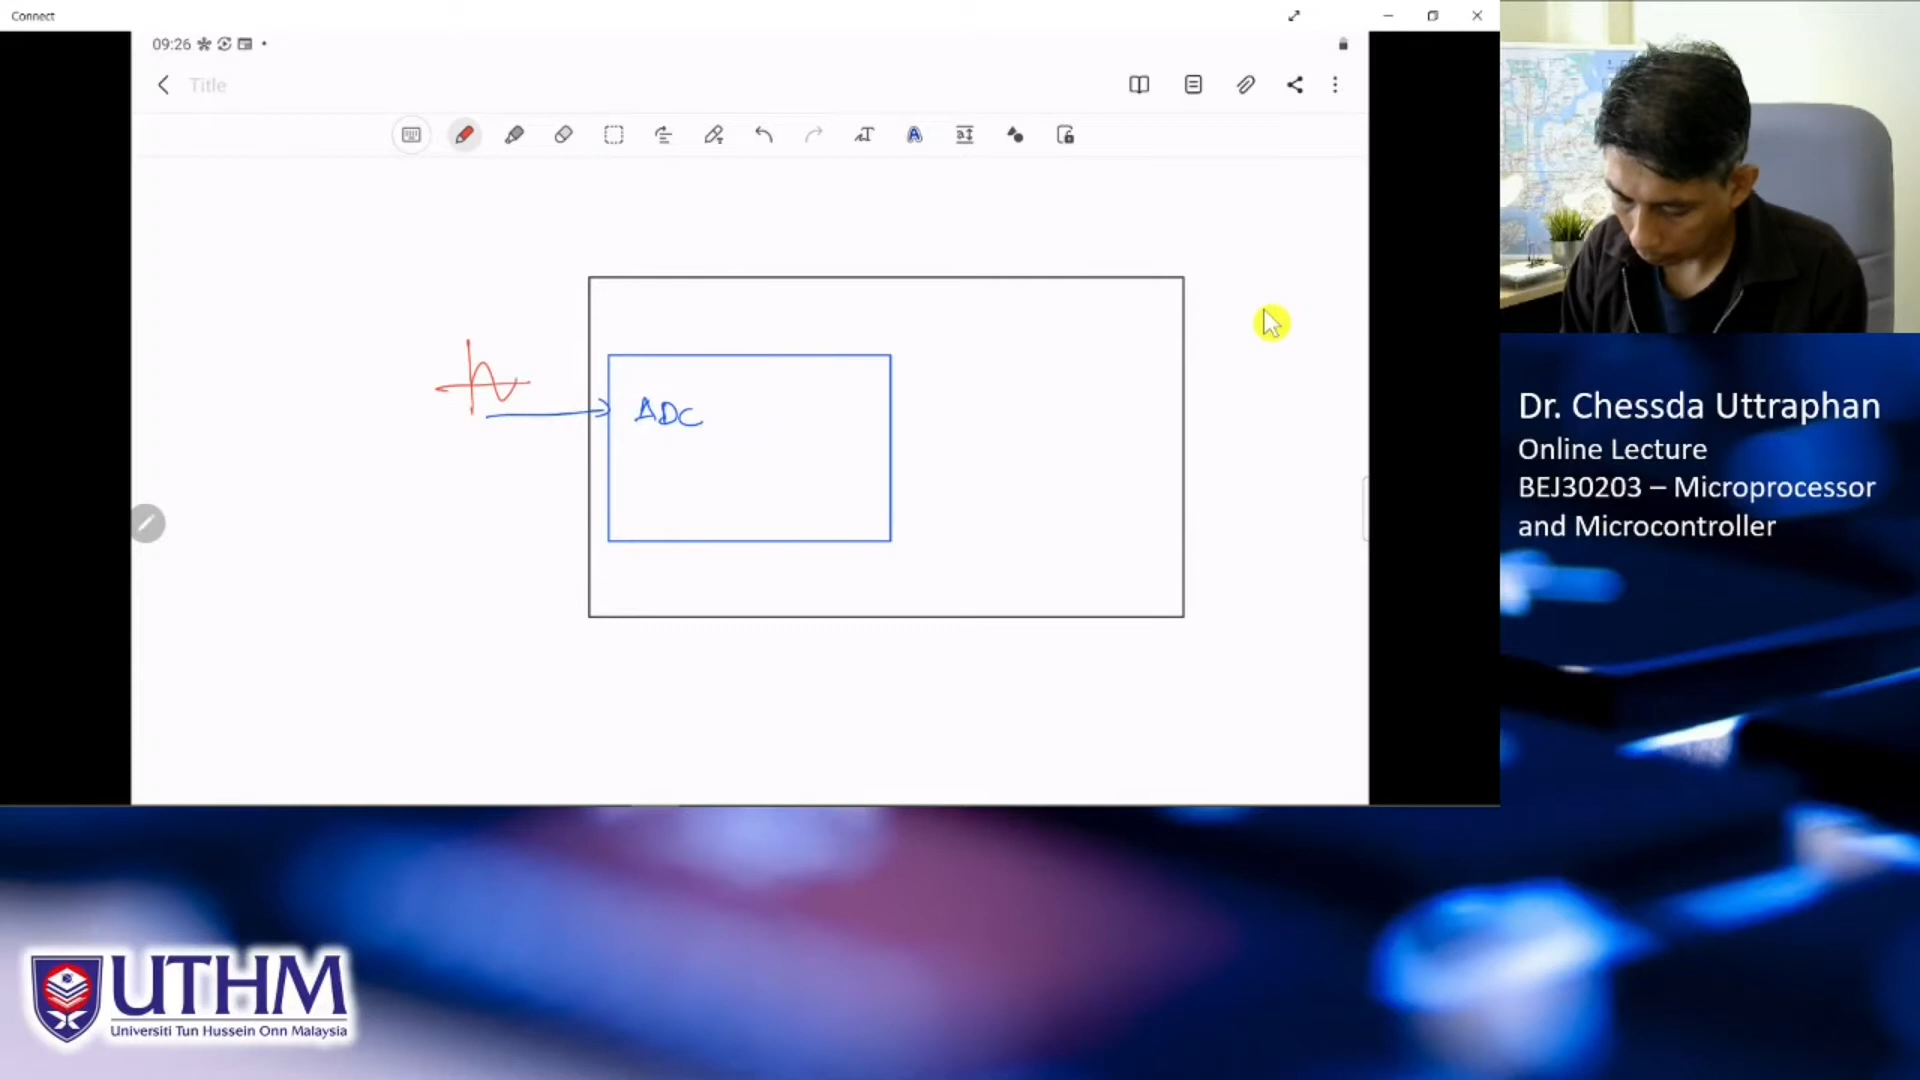 Connect
09:26
Title
A
a
ADC
Dr. Chessda Uttraphan
Online Lecture
BEJ30203 – Microprocessor
and Microcontroller
UTHM
Universiti Tun Hussein Onn Malaysia